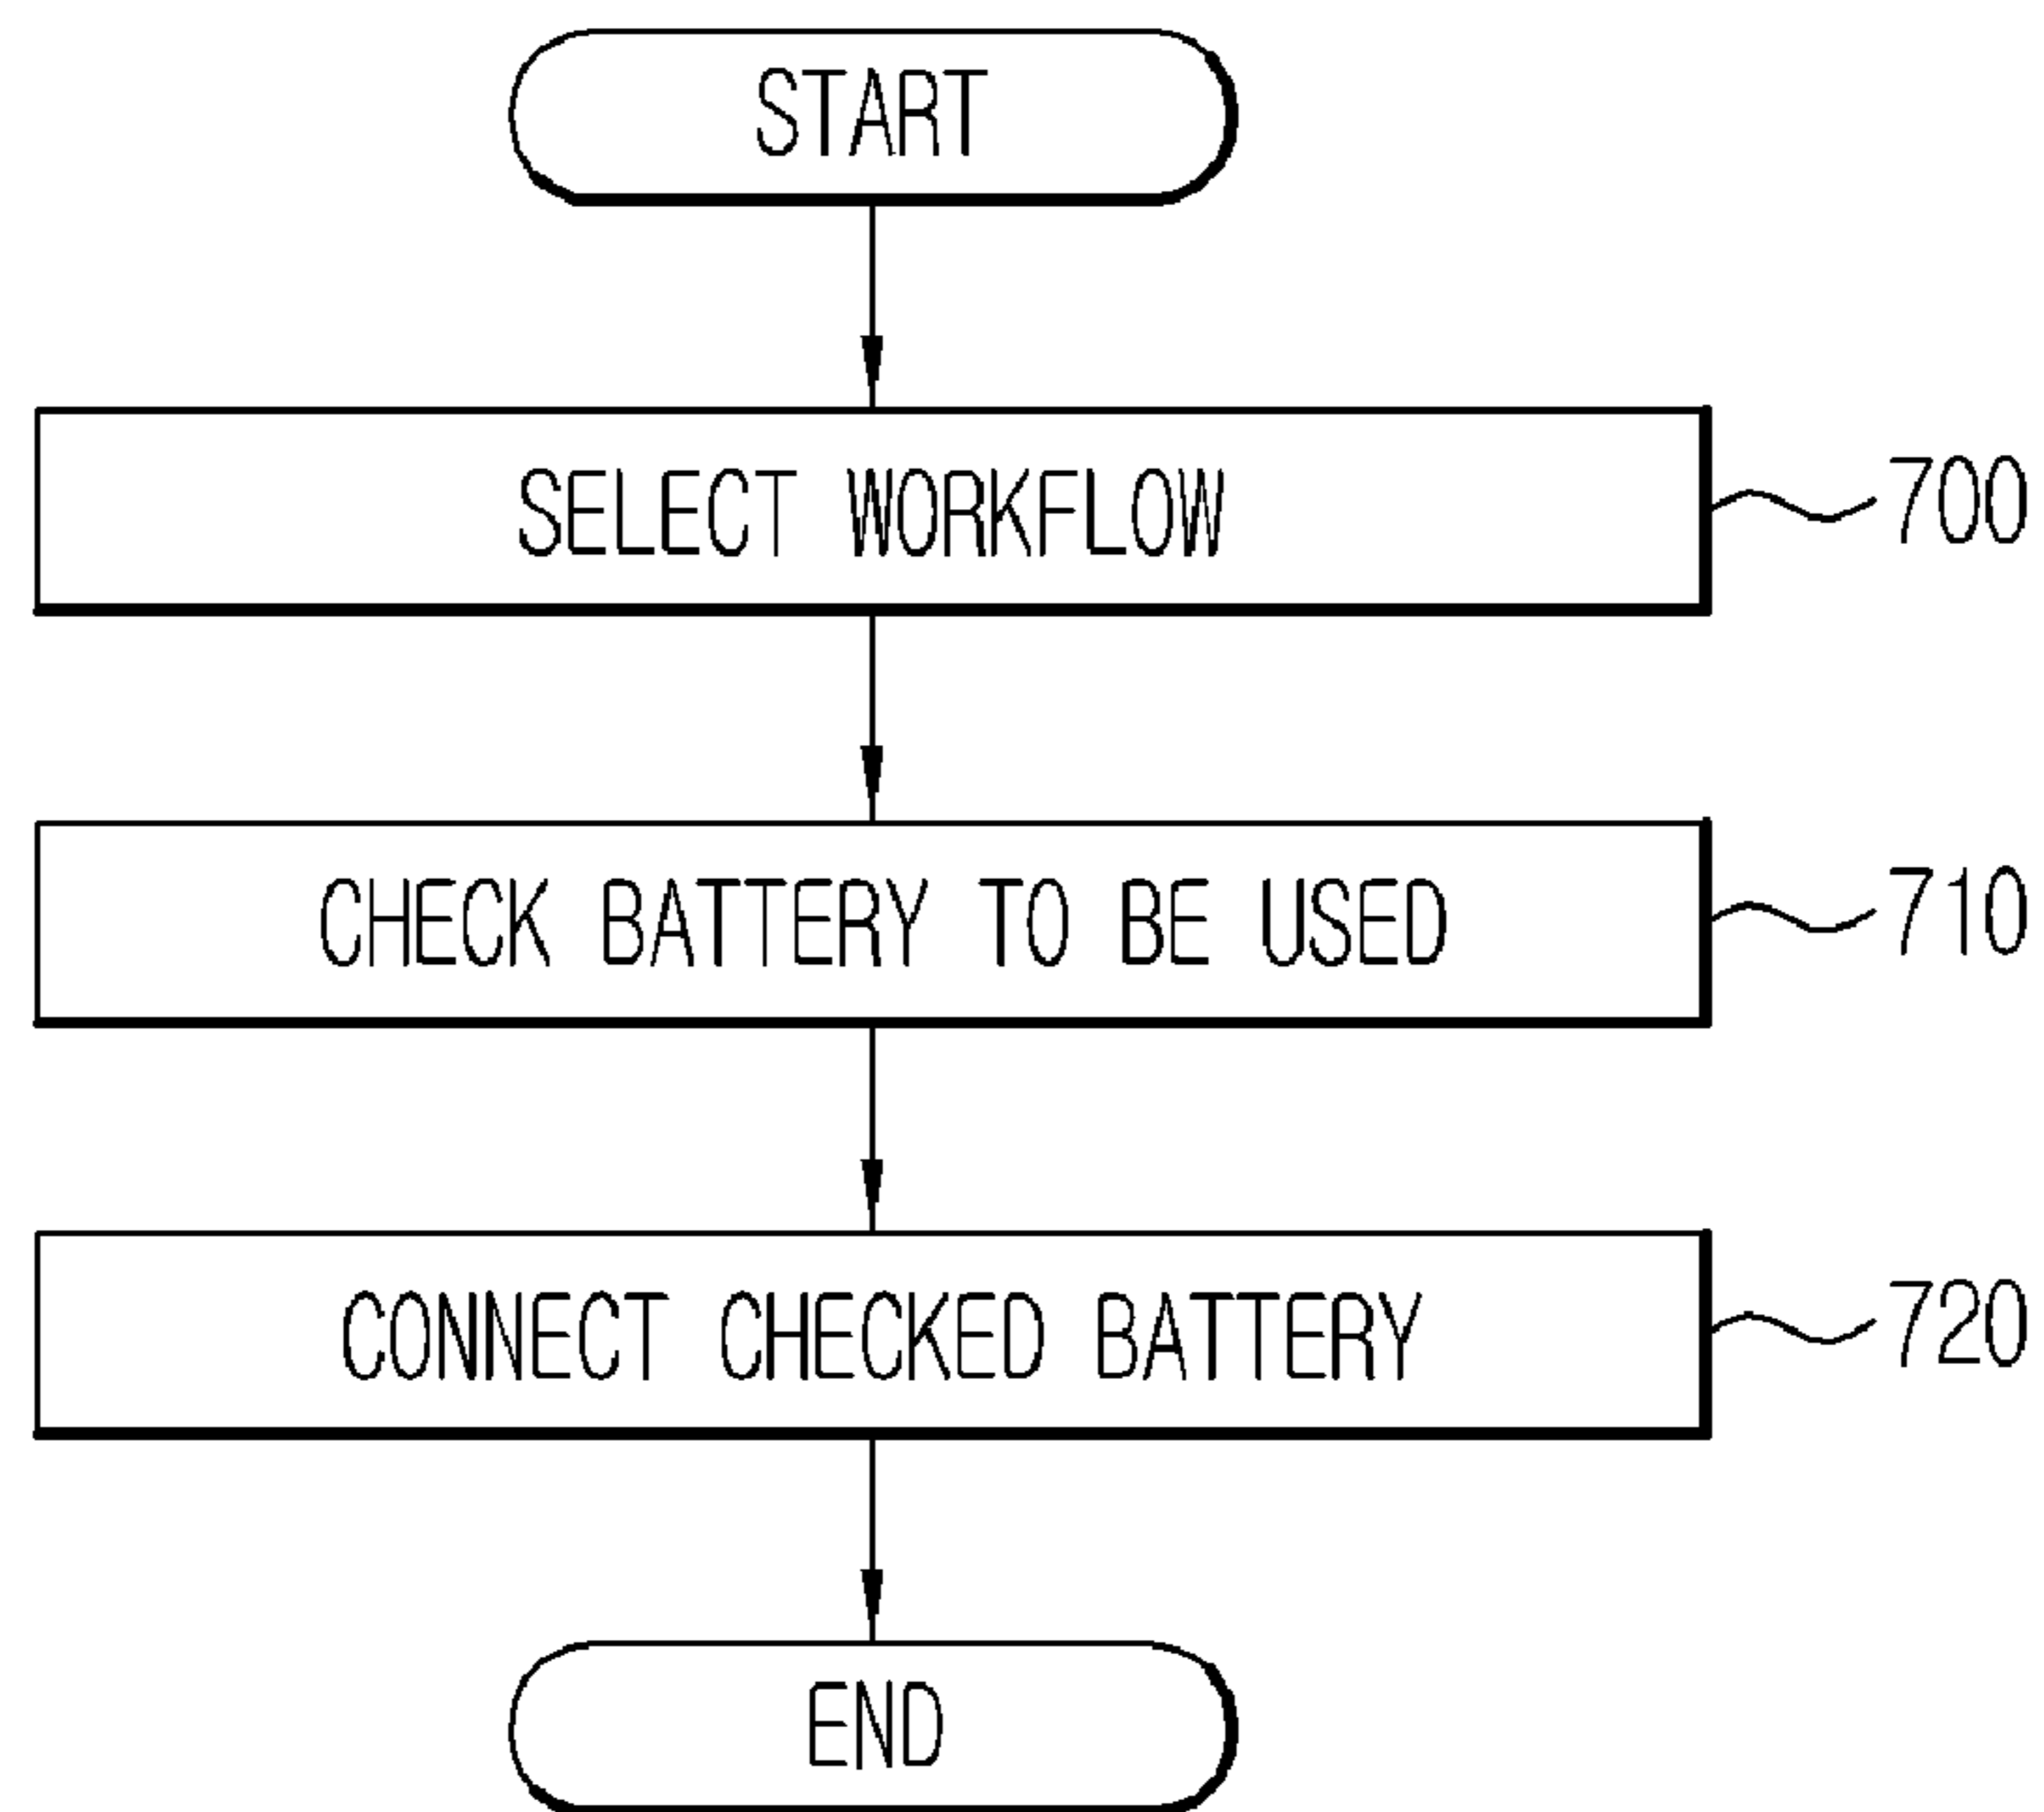 START
SELECT WORKFLOW
700
CHECK BATTERY TO BE USED
710
CONNECT CHECKED BATTERY
720
END